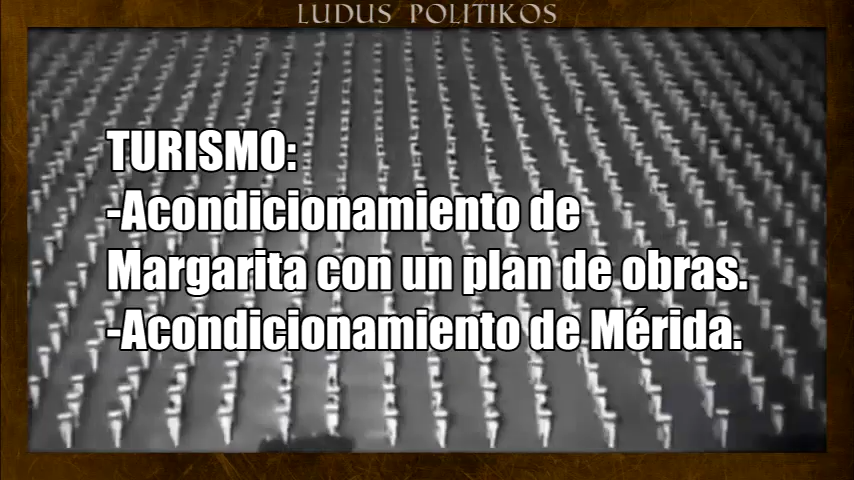 LUDUS POLITIKOS
TURISMO:
-Acondicionamiento de
Margarita con un plan de obras.
-Acondicionamiento de Mérida.